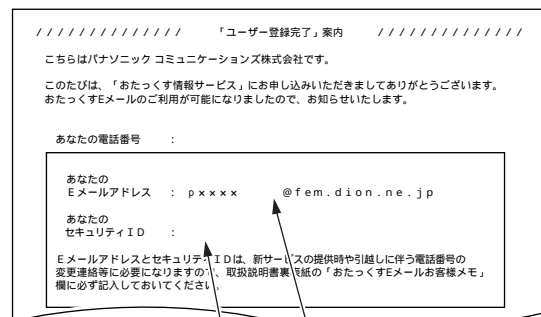 / / / / / / / / / / / / / / 「ユーザー登録完了」案内 / / / / / / / / / / / / / /
こちらはパナソニック コミュニケーションズ株式会社です。
このたびは、「おたっくす情報サービス」にお申し込みいただきましてありがとうございます。
おたっくすEメールのご利用が可能になりましたので、お知らせいたします。
あなたの電話番号 :
あなたの
Eメールアドレス : p×××× @fem.dion.ne.jp
あなたの
セキュリティID :
EメールアドレスとセキュリティIDは、新サービスの提供時や引越しに伴う電話番号の
変更連絡等に必要になりますので、取扱説明書裏表紙の「おたっくすEメールお客様メモ」
欄に必ず記入しておいてください。